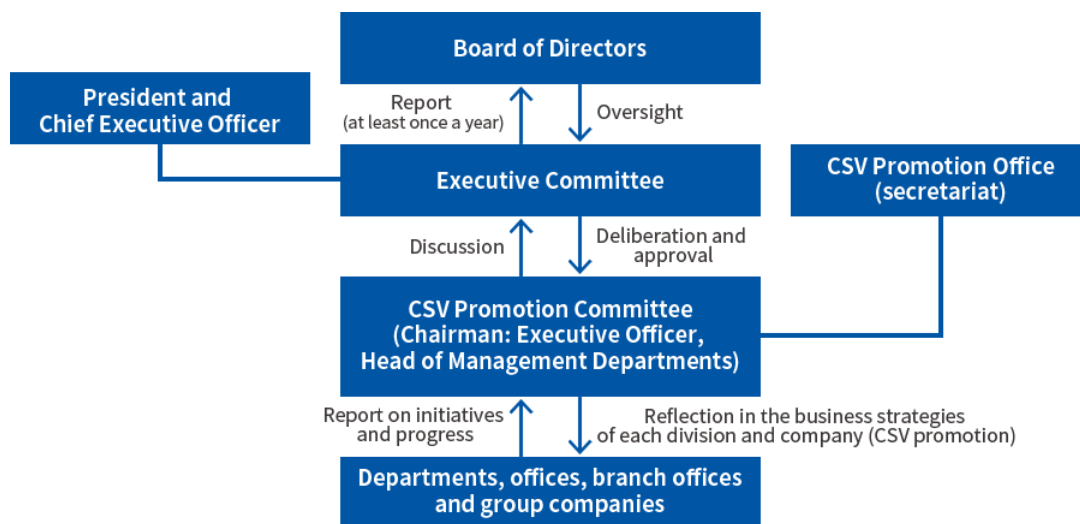 Board of Directors
President and
Chief Executive Officer
Report
(at least once a year)
Oversight
Executive Committee
CSV Promotion Office
(secretariat)
Discussion
Deliberation and
approval
CSV Promotion Committee
(Chairman: Executive Officer,
Head of Management Departments)
Report on initiatives
and progress
Reflection in the business strategies
of each division and company (CSV promotion)
Departments, offices, branch offices
and group companies